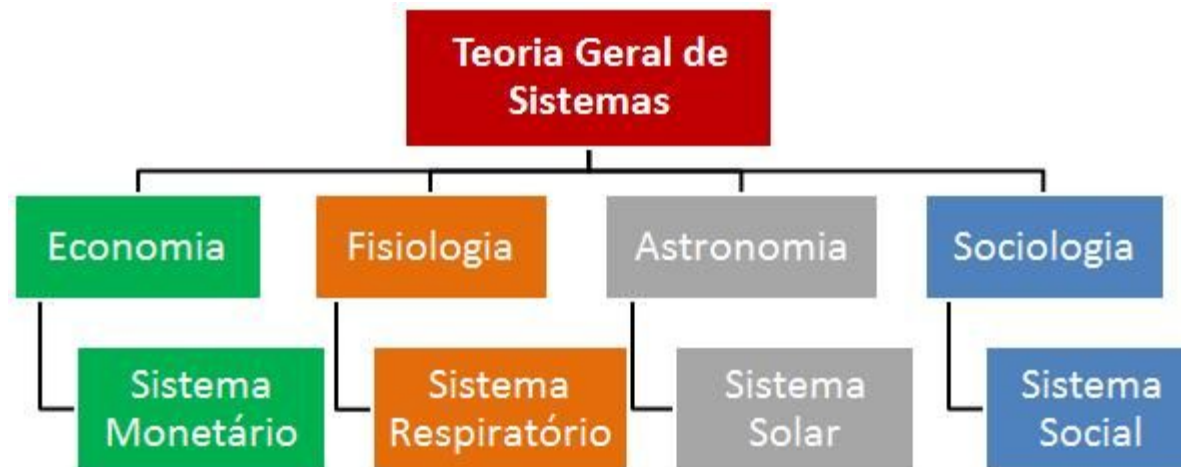 Teoria Geral de
Sistemas
Economia
Fisiologia
Astronomia
Sociologia
Sistema
Monetário
Sistema
Respiratório
Sistema
Solar
Sistema
Social